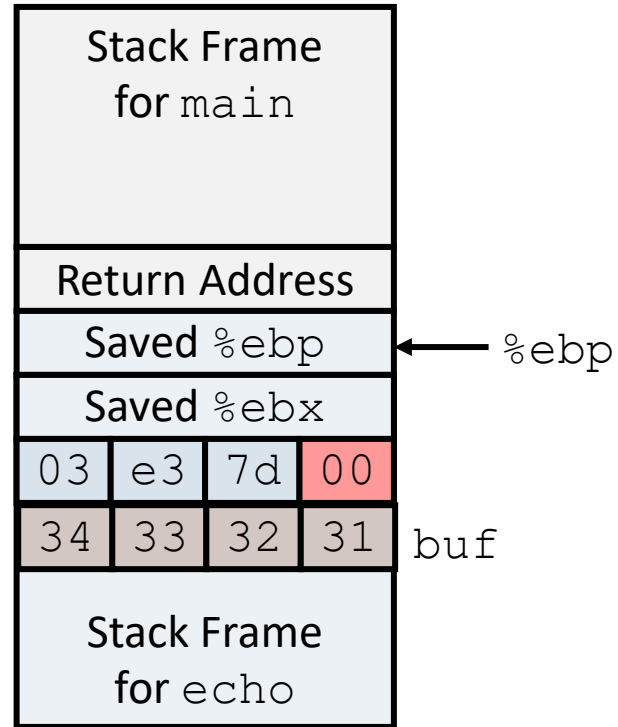 Stack Frame
for main
Return Address
Saved %ebp
%ebp
Saved %ebx
03 e3 7d 00
34 33 32 31 buf
Stack Frame
for echo